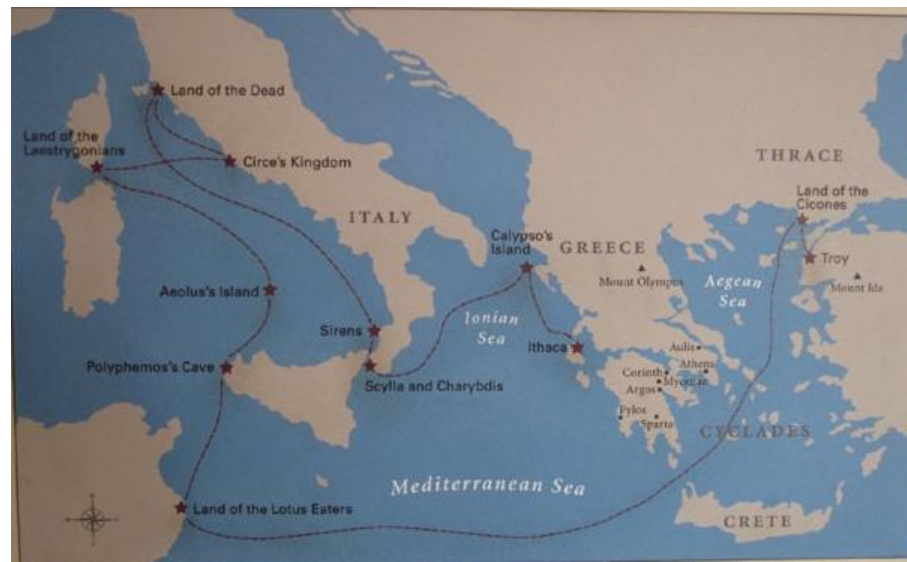 Land of the Dead
Land of the
Laestrygonians
Circe's Kingdom
THRACE
ITALY
Land of the
Cicones
Calypso's
Island
GREECE
Troy
Mount Olympus
Aegean
Sea
Mount Ida
Aeolus's Island
Ionian
Sea
Sirens
Ithaca
Aulis
Polyphemos's Cave
Scylla and Charybdis
Athens
Corinth
Mycenae
Argos
Pylos
Sparta
CYCLADES
Mediterranean Sea
Land of the Lotus Eaters
CRETE